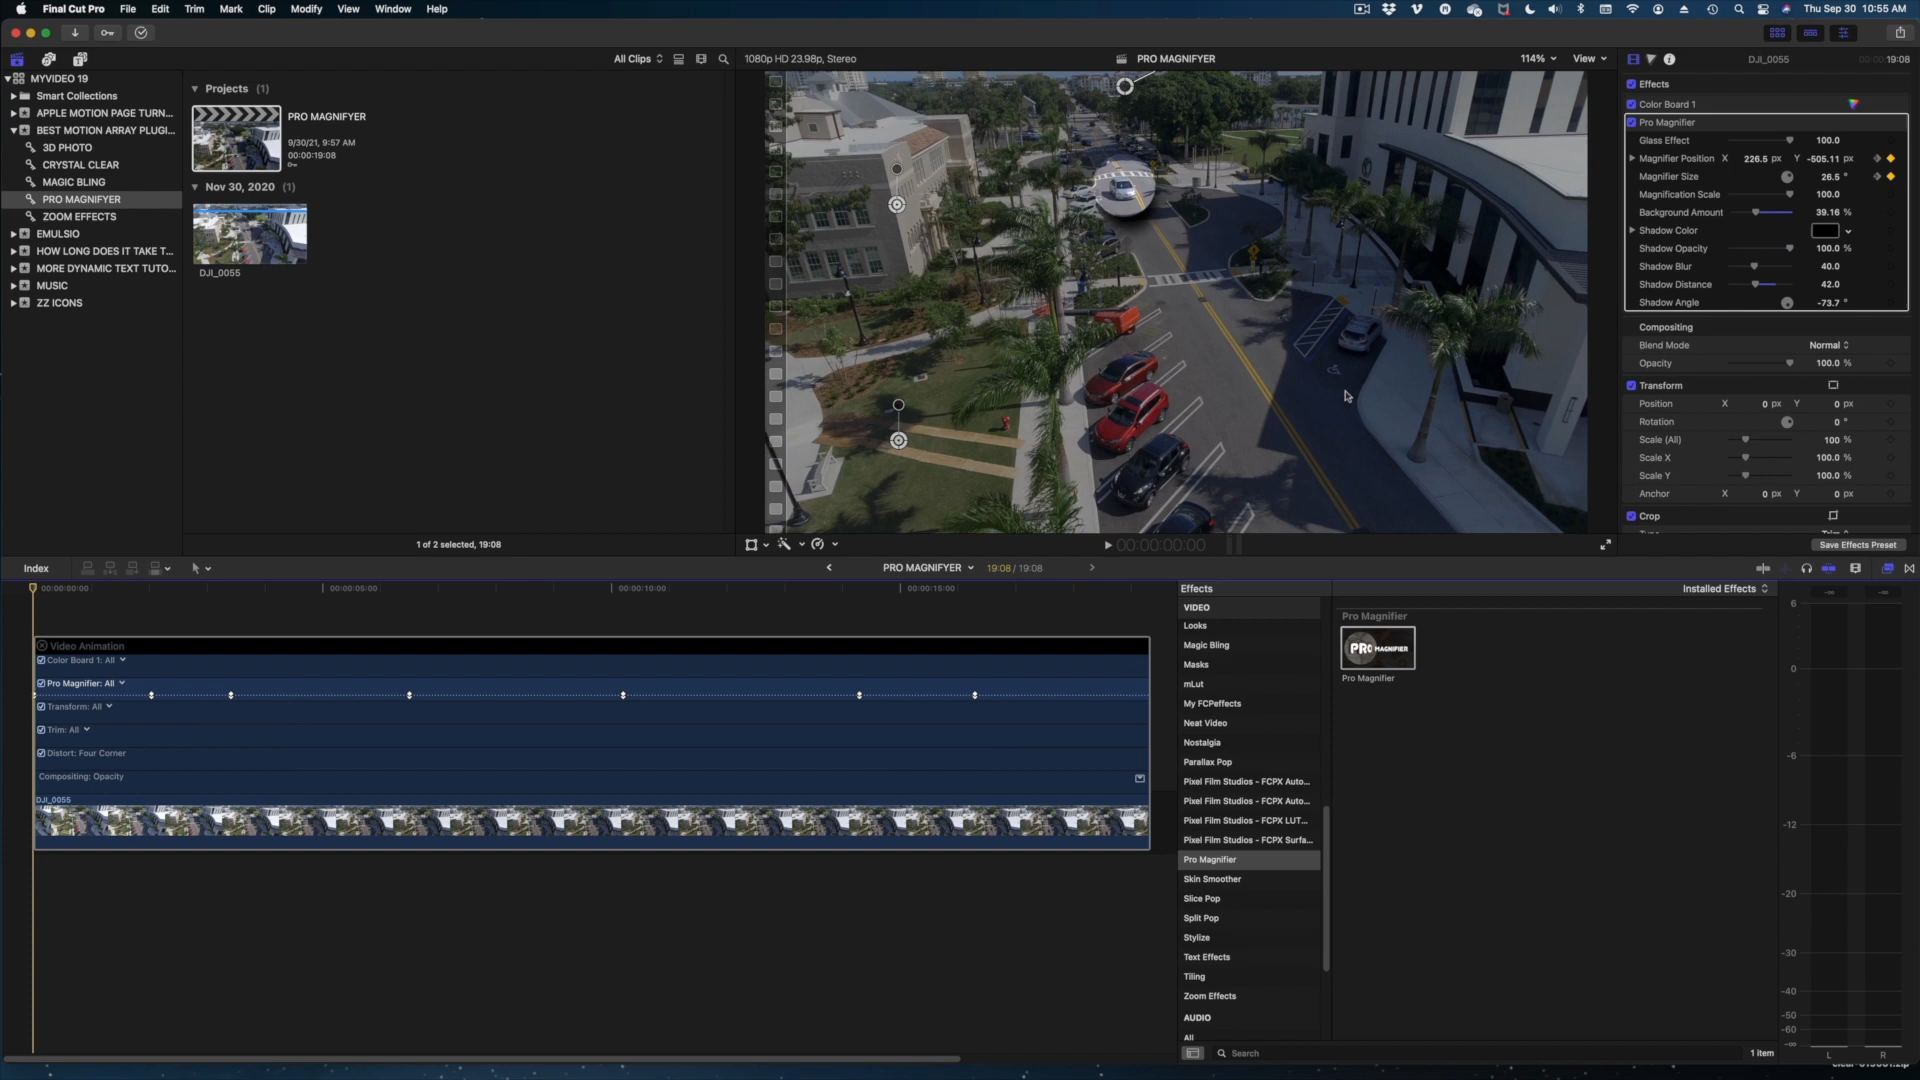 Final Cut Pro File Edit Trim Mark Clip Modify View Window Help
Thu Sep 30 10:55 AM
All Clips
1080p HD 23.98p, Stereo
PRO MAGNIFYER
114%
View
DJI_0055
00:00:19:08
MYVIDEO 19
Smart Collections
APPLE MOTION PAGE TURN...
BEST MOTION ARRAY PLUGI...
3D PHOTO
CRYSTAL CLEAR
MAGIC BLING
PRO MAGNIFYER
ZOOM EFFECTS
EMULSIO
HOW LONG DOES IT TAKE T...
MORE DYNAMIC TEXT TUTO...
MUSIC
ZZ ICONS
Projects (1)
PRO MAGNIFYER
9/30/21, 9:57 AM
00:00:19:08
Nov 30, 2020 (1)
DJI_0055
1 of 2 selected, 19:08
00:00:00:00
Effects
Color Board 1
Pro Magnifier
Glass Effect 100.0
Magnifier Position X 226.5 px Y -505.11 px
Magnifier Size 26.5 °
Magnification Scale 100.0
Background Amount 39.16 %
Shadow Color
Shadow Opacity 100.0 %
Shadow Blur 40.0
Shadow Distance 42.0
Shadow Angle -73.7 °
Compositing
Blend Mode Normal
Opacity 100.0 %
Transform
Position X 0 px Y 0 px
Rotation 0 °
Scale (All) 100 %
Scale X 100.0 %
Scale Y 100.0 %
Anchor X 0 px Y 0 px
Crop
Save Effects Preset
Index
PRO MAGNIFYER
19:08 / 19:08
00:00:00:00
00:00:05:00
00:00:10:00
00:00:15:00
Video Animation
Color Board 1: All
Pro Magnifier: All
Transform: All
Trim: All
Distort: Four Corner
Compositing: Opacity
DJI_0055
Effects
Installed Effects
VIDEO
Looks
Magic Bling
Masks
mLut
My FCPeffects
Neat Video
Nostalgia
Parallax Pop
Pixel Film Studios - FCPX Auto...
Pixel Film Studios - FCPX Auto...
Pixel Film Studios - FCPX LUT...
Pixel Film Studios - FCPX Surfa...
Pro Magnifier
Skin Smoother
Slice Pop
Split Pop
Stylize
Text Effects
Tiling
Zoom Effects
AUDIO
All
Pro Magnifier
PRO MAGNIFIER
Pro Magnifier
Search
1 item
-∞ -∞
6
0
-6
-12
-20
-30
-40
-50
-60
-∞
L R